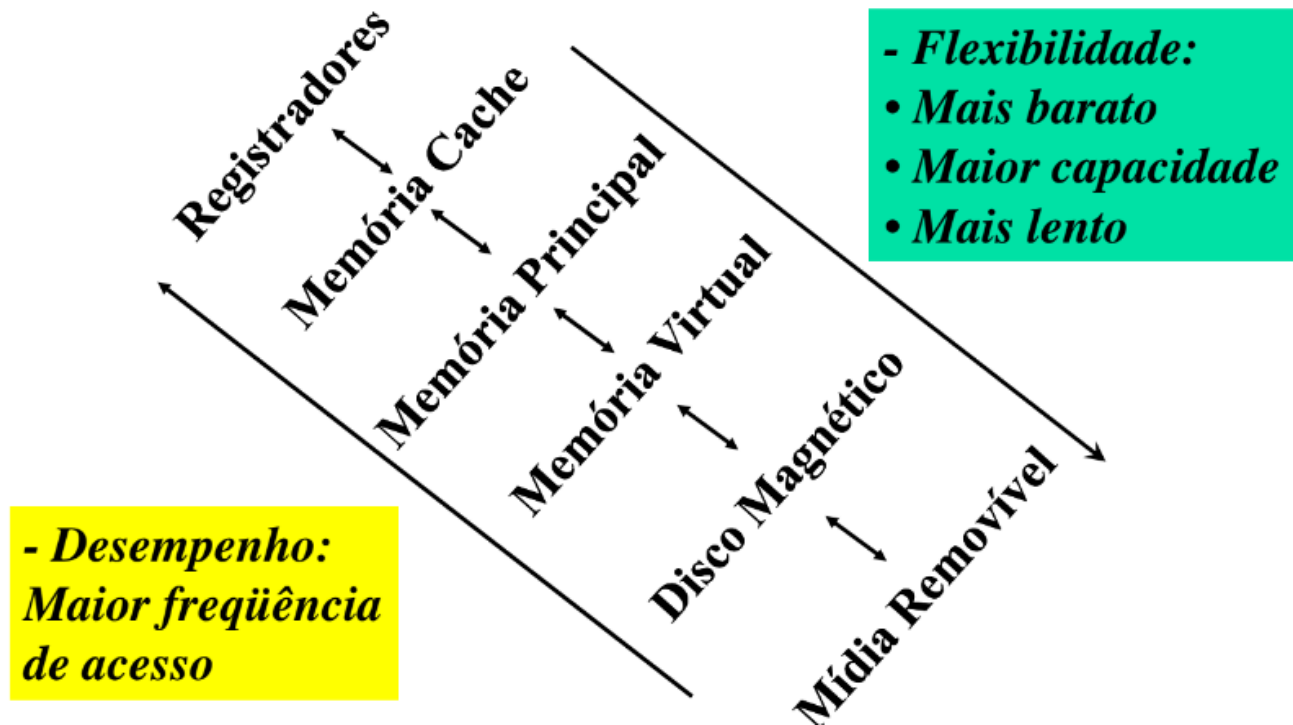 Registradores
Memória Cache
Memória Principal
Memória Virtual
Disco Magnético
Mídia Removível
- Flexibilidade:
• Mais barato
• Maior capacidade
• Mais lento
- Desempenho:
Maior freqüência
de acesso